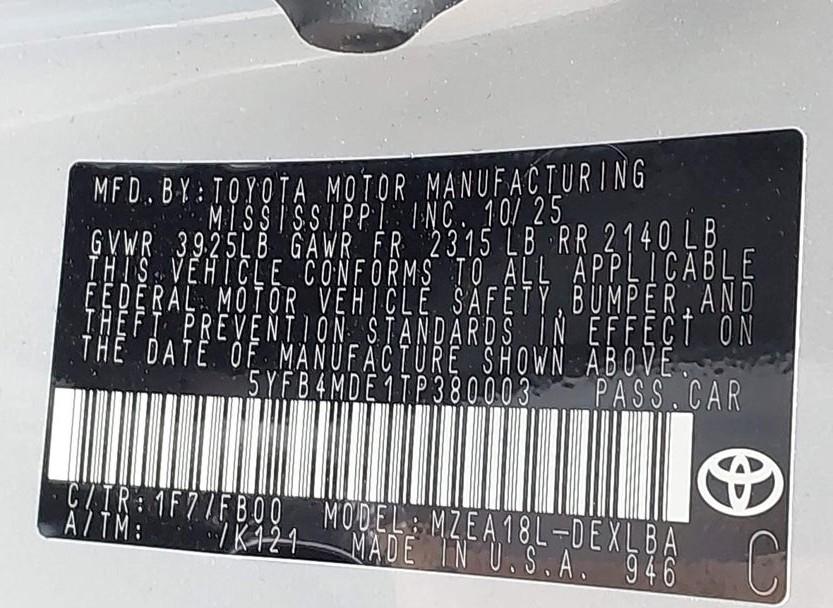 MFD.BY:TOYOTA MOTOR MANUFACTURING
MISSISSIPPI INC. 10/25
GVWR 3925LB GAWR FR 2315 LB RR 2140 LB
THIS VEHICLE CONFORMS TO ALL APPLICABLE
FEDERAL MOTOR VEHICLE SAFETY,BUMPER,AND
THEFT PREVENTION STANDARDS IN EFFECT ON
THE DATE OF MANUFACTURE SHOWN ABOVE.
5YFB4MDE1TP380003 PASS.CAR
C/TR:1F7/FB00 MODEL:MZEA18L-DEXLBA
A/TM: /K121 MADE IN U.S.A. 946
C